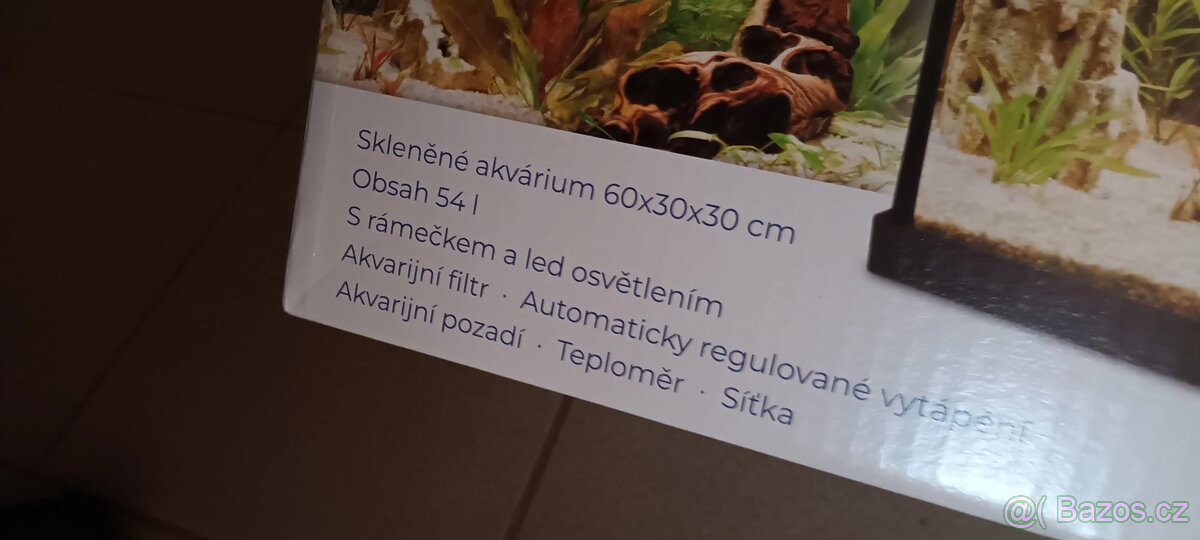 Skleněné akvárium 60x30x30 cm
Obsah 54 l
S rámečkem a led osvětlením
Akvarijní filtr · Automaticky regulované vytápění
Akvarijní pozadí · Teploměr · Síťka
@( Bazos.cz